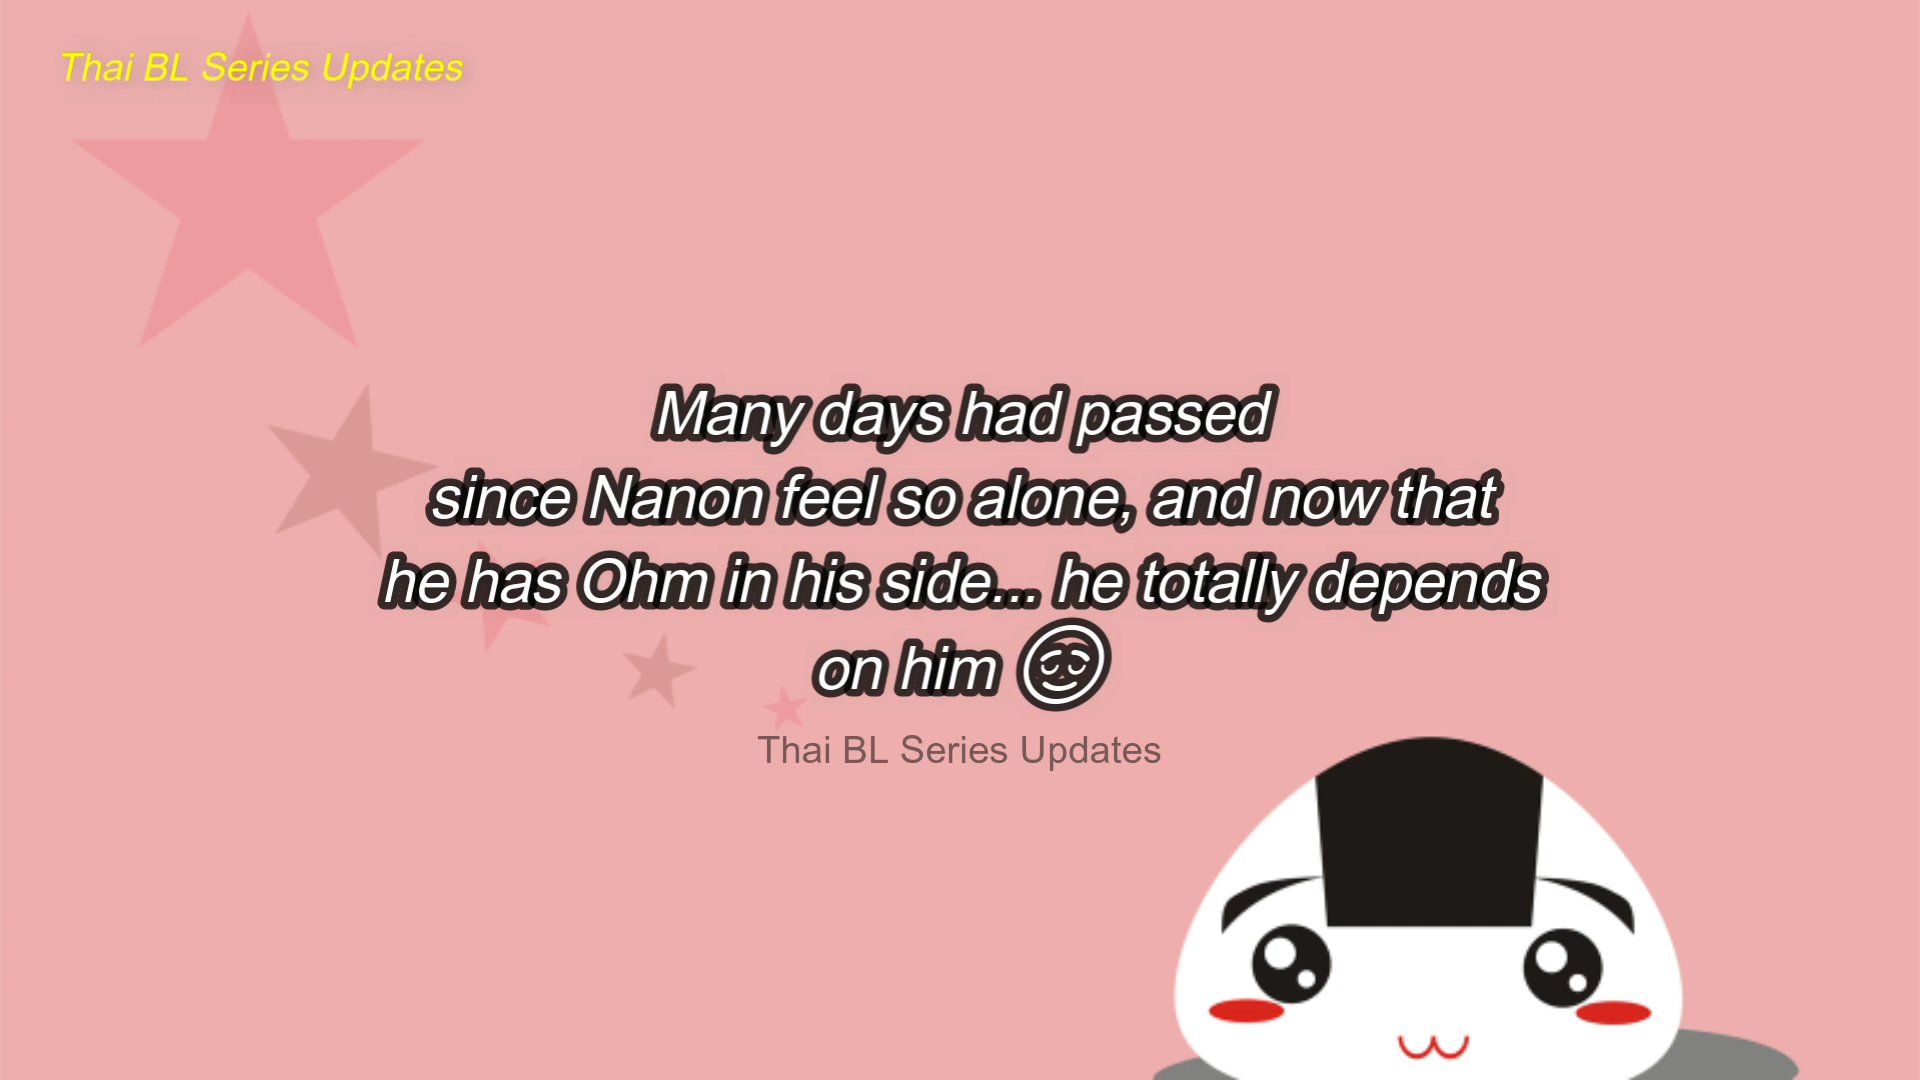 Thai BL Series Updates
Many days had passed
since Nanon feel so alone, and now that
he has Ohm in his side... he totally depends
on him 😌
Thai BL Series Updates